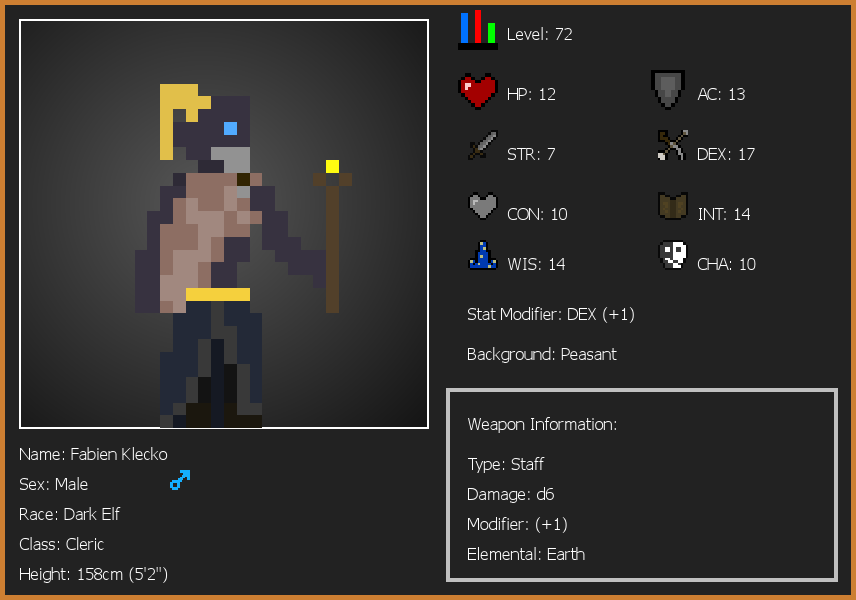 Level: 72
HP: 12
AC: 13
STR: 7
DEX: 17
CON: 10
INT: 14
WIS: 14
CHA: 10
Stat Modifier: DEX (+1)
Background: Peasant
Weapon Information:
Type: Staff
Damage: d6
Modifier: (+1)
Elemental: Earth
Name: Fabien Klecko
Sex: Male
Race: Dark Elf
Class: Cleric
Height: 158cm (5'2")